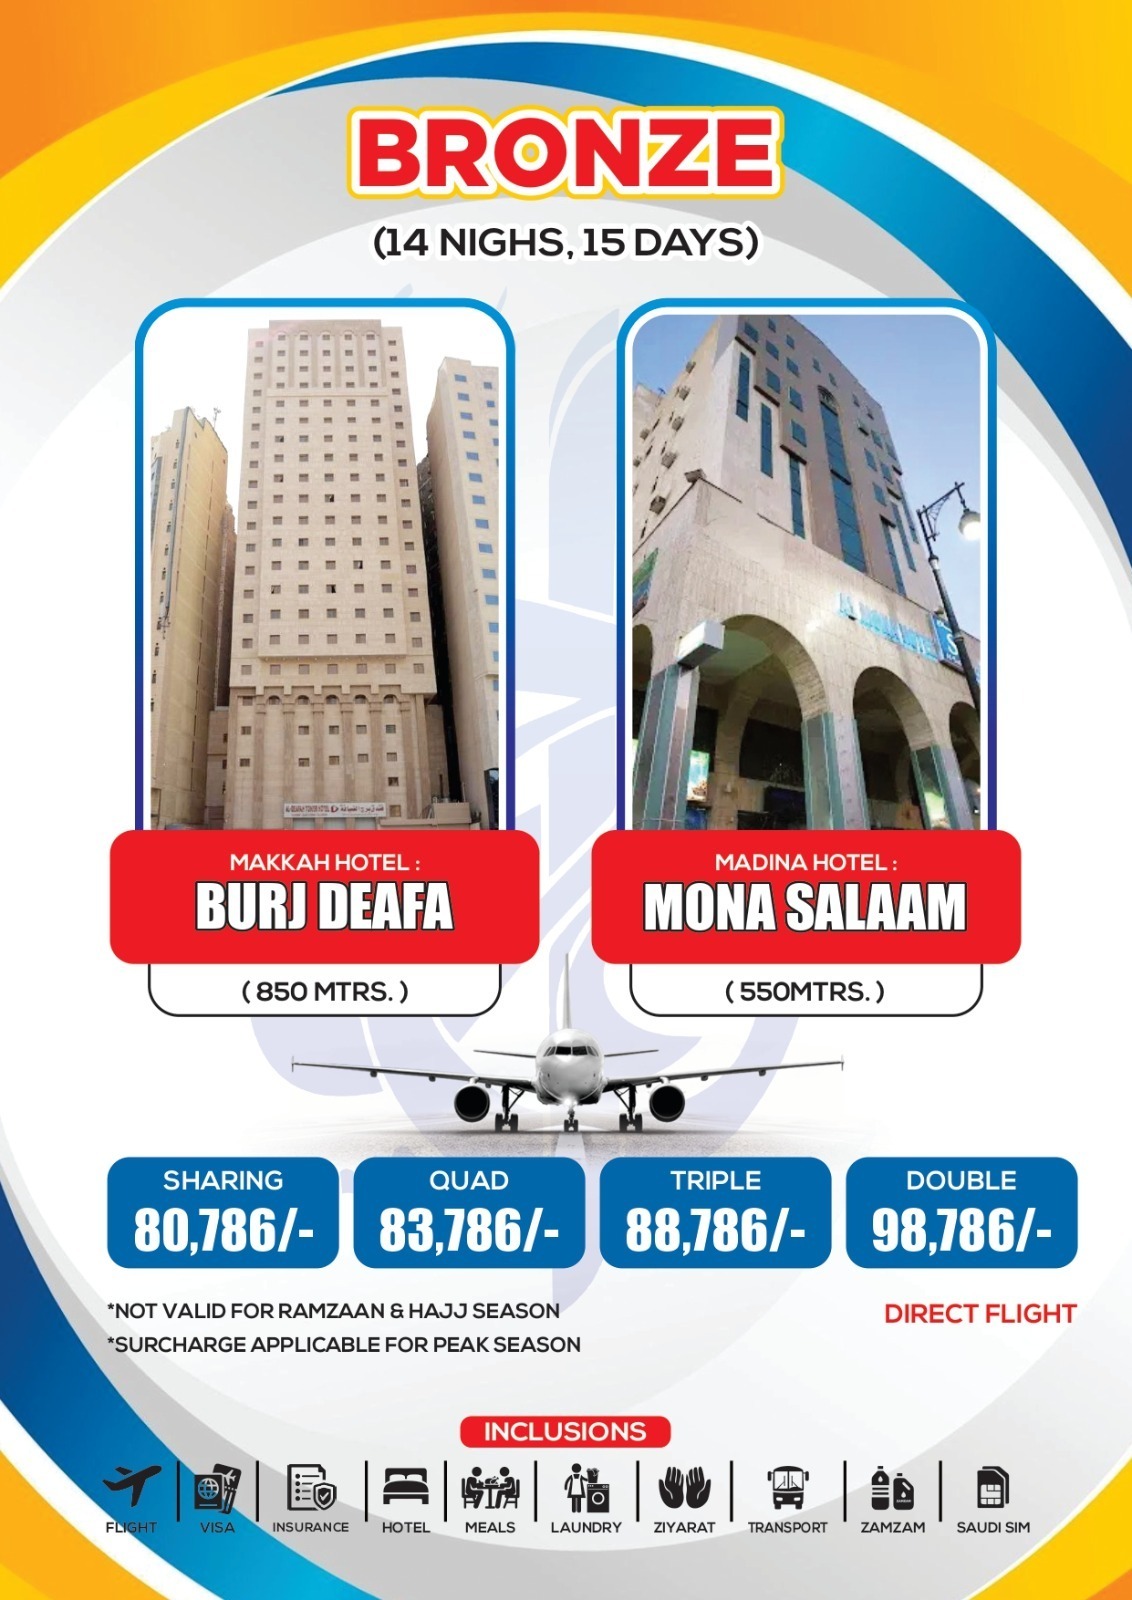 BRONZE
(14 NIGHS, 15 DAYS)
MAKKAH HOTEL :
BURJ DEAFA
(850 MTRS.)
MADINA HOTEL :
MONA SALAAM
(550MTRS.)
SHARING
80,786/-
QUAD
83,786/-
TRIPLE
88,786/-
DOUBLE
98,786/-
*NOT VALID FOR RAMZAAN & HAJJ SEASON
*SURCHARGE APPLICABLE FOR PEAK SEASON
DIRECT FLIGHT
INCLUSIONS
FLIGHT
VISA
INSURANCE
HOTEL
MEALS
LAUNDRY
ZIYARAT
TRANSPORT
ZAMZAM
SAUDI SIM